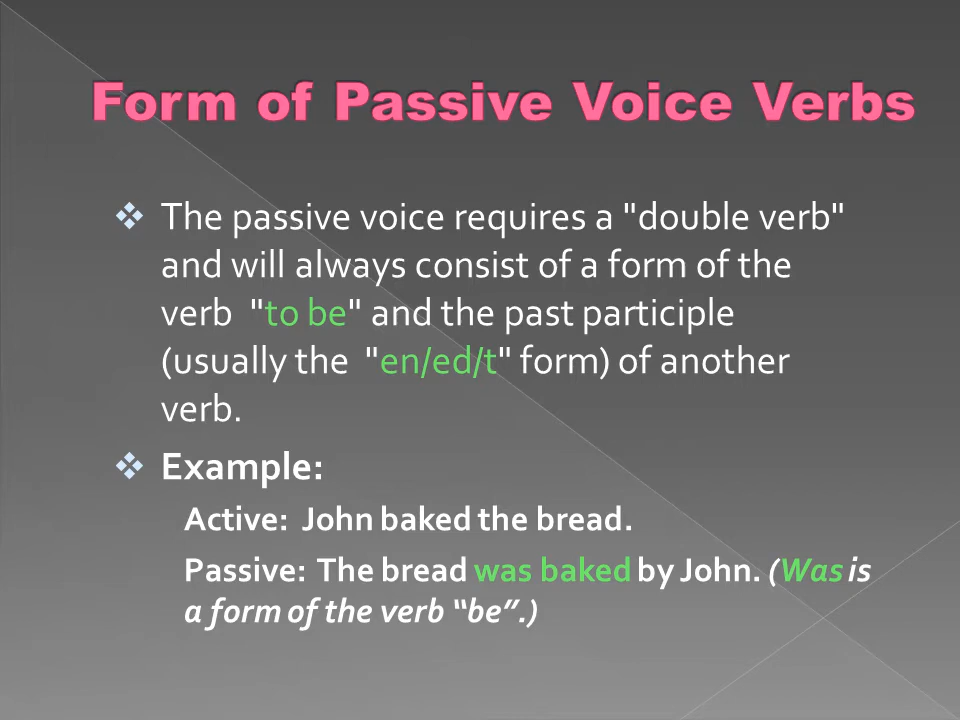 Form of Passive Voice Verbs
❖ The passive voice requires a "double verb"
and will always consist of a form of the
verb  "to be" and the past participle
(usually the  "en/ed/t" form) of another
verb.
❖ Example:
Active:  John baked the bread.
Passive:  The bread was baked by John. (Was is
a form of the verb “be”.)